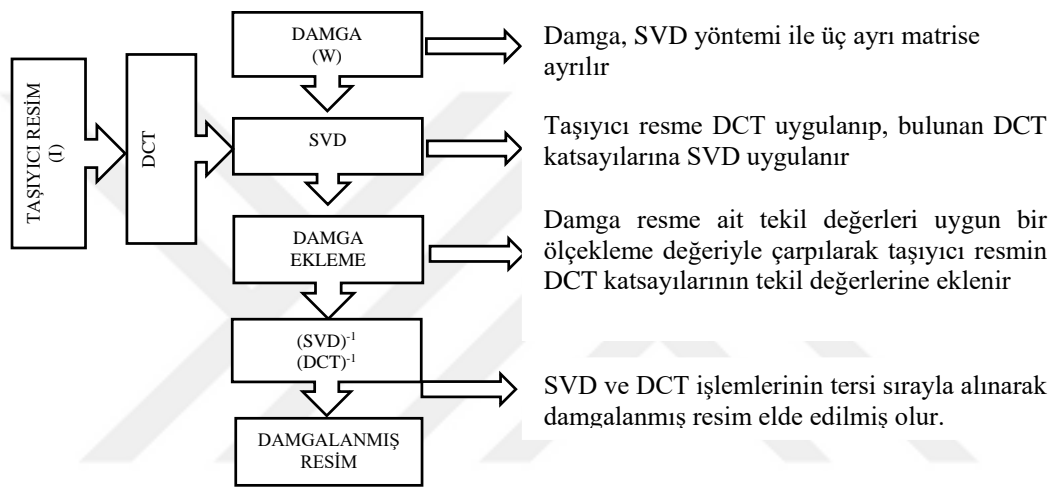 DAMGA
(W)
Damga, SVD yöntemi ile üç ayrı matrise
ayrılır
TAŞIYICI RESİM
(I)
DCT
SVD
Taşıyıcı resme DCT uygulanıp, bulunan DCT
katsayılarına SVD uygulanır
DAMGA
EKLEME
Damga resme ait tekil değerleri uygun bir
ölçekleme değeriyle çarpılarak taşıyıcı resmin
DCT katsayılarının tekil değerlerine eklenir
(SVD)⁻¹
(DCT)⁻¹
SVD ve DCT işlemlerinin tersi sırayla alınarak
damgalanmış resim elde edilmiş olur.
DAMGALANMIŞ
RESİM